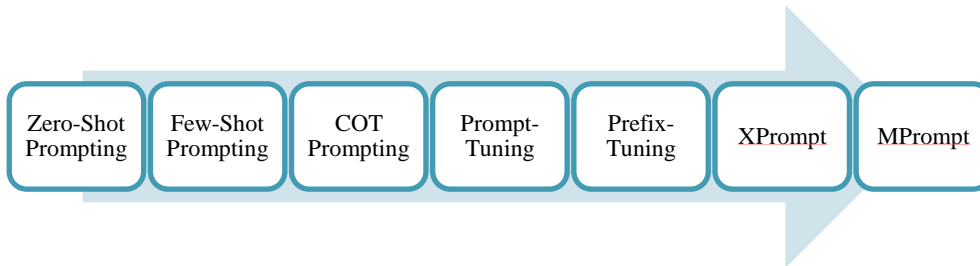 Zero-Shot
Prompting
Few-Shot
Prompting
COT
Prompting
Prompt-
Tuning
Prefix-
Tuning
XPrompt
MPrompt